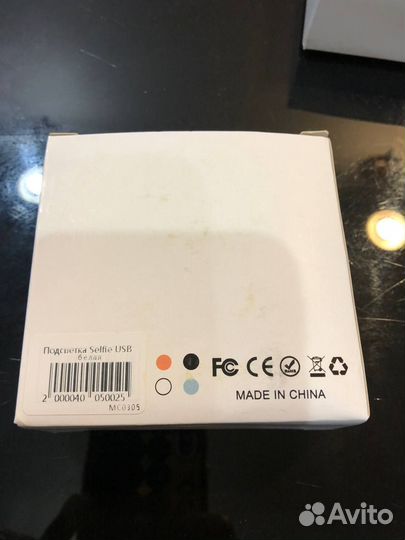 Подсветка Selfie USB
белая
2 000040 050025
MC0305
FC CE
MADE IN CHINA
Avito